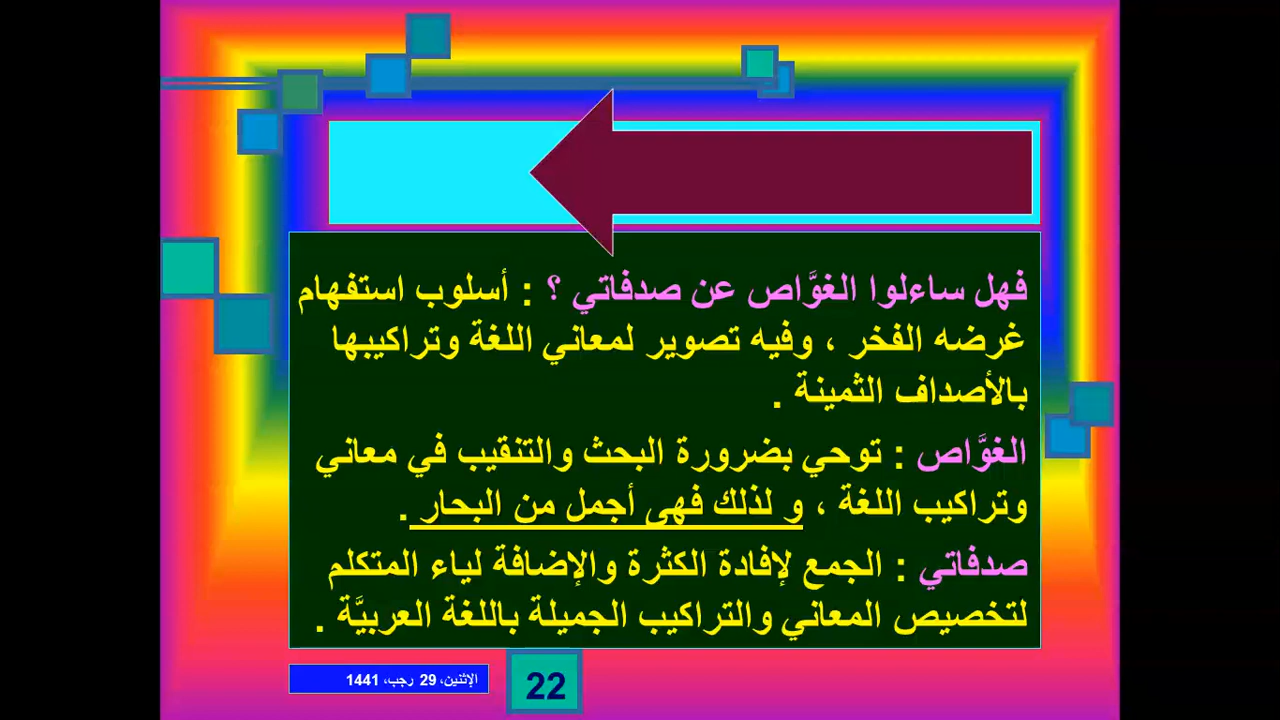 فهل ساءلوا الغوَّاص عن صدفاتي ؟ : أسلوب استفهام
غرضه الفخر ، وفيه تصوير لمعاني اللغة وتراكيبها
بالأصداف الثمينة .
الغوَّاص : توحي بضرورة البحث والتنقيب في معاني
وتراكيب اللغة ، و لذلك فهى أجمل من البحار .
صدفاتي : الجمع لإفادة الكثرة والإضافة لياء المتكلم
لتخصيص المعاني والتراكيب الجميلة باللغة العربيَّة .
الإثنين، 29 رجب، 1441
22